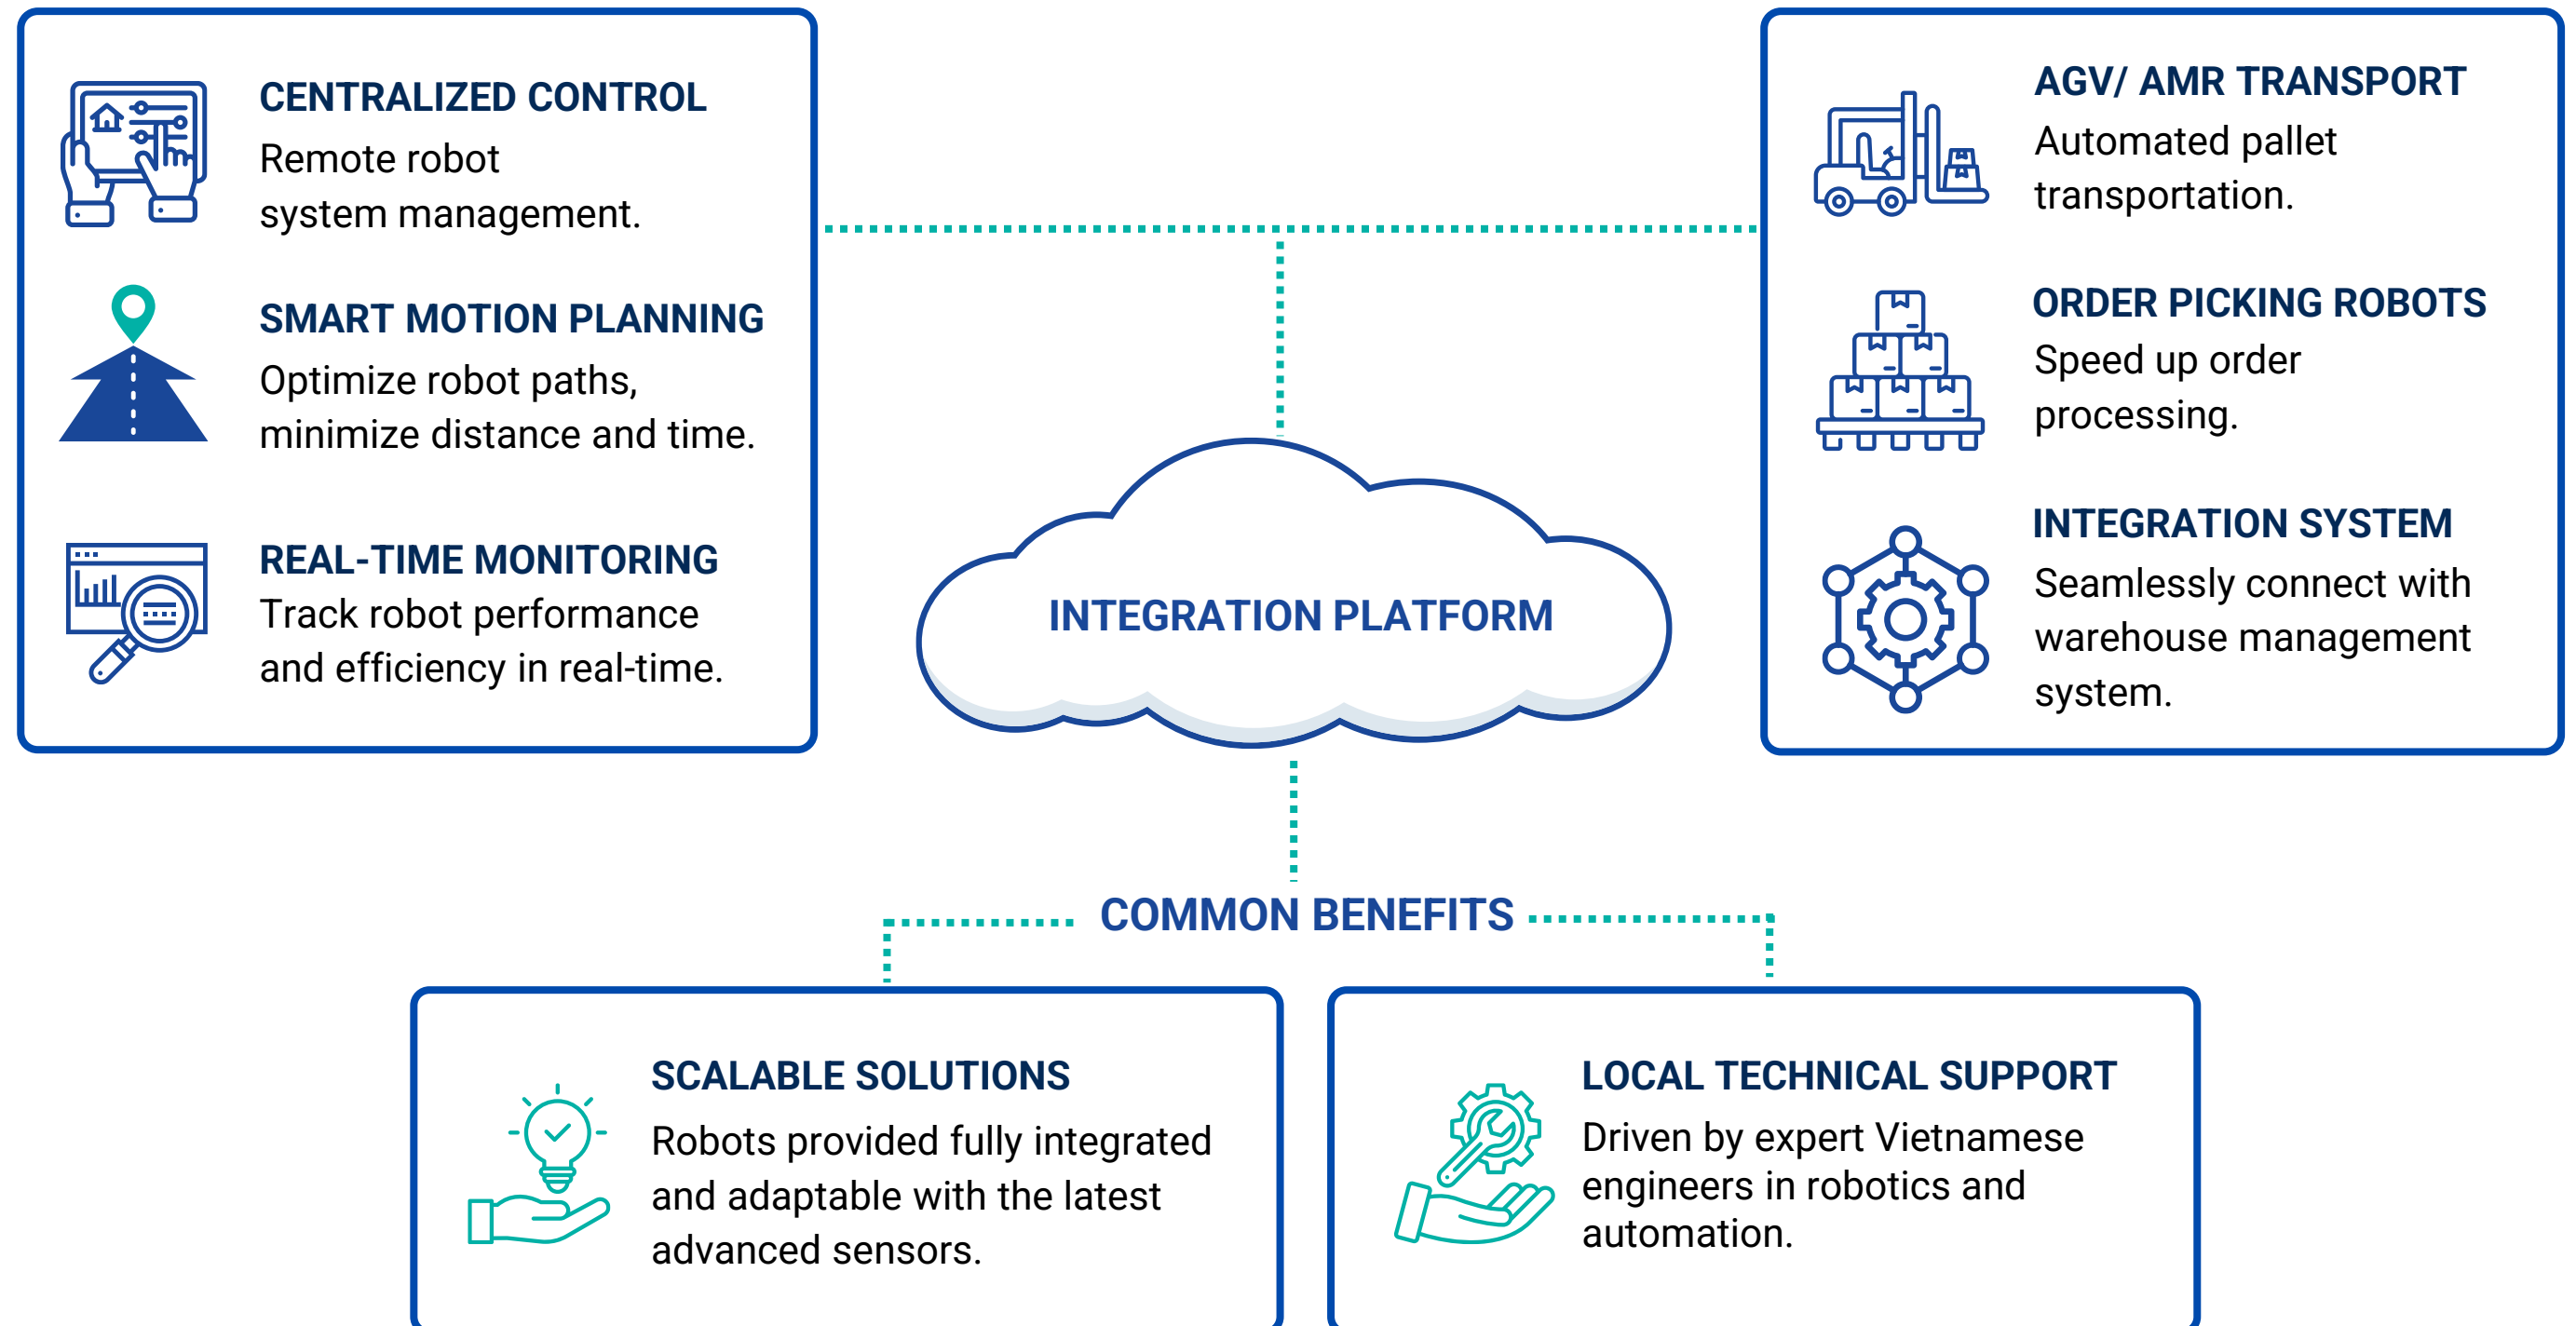 CENTRALIZED CONTROL
Remote robot
system management.
SMART MOTION PLANNING
Optimize robot paths,
minimize distance and time.
REAL-TIME MONITORING
Track robot performance
and efficiency in real-time.
AGV/ AMR TRANSPORT
Automated pallet
transportation.
ORDER PICKING ROBOTS
Speed up order
processing.
INTEGRATION SYSTEM
Seamlessly connect with
warehouse management
system.
INTEGRATION PLATFORM
COMMON BENEFITS
SCALABLE SOLUTIONS
Robots provided fully integrated
and adaptable with the latest
advanced sensors.
LOCAL TECHNICAL SUPPORT
Driven by expert Vietnamese
engineers in robotics and
automation.